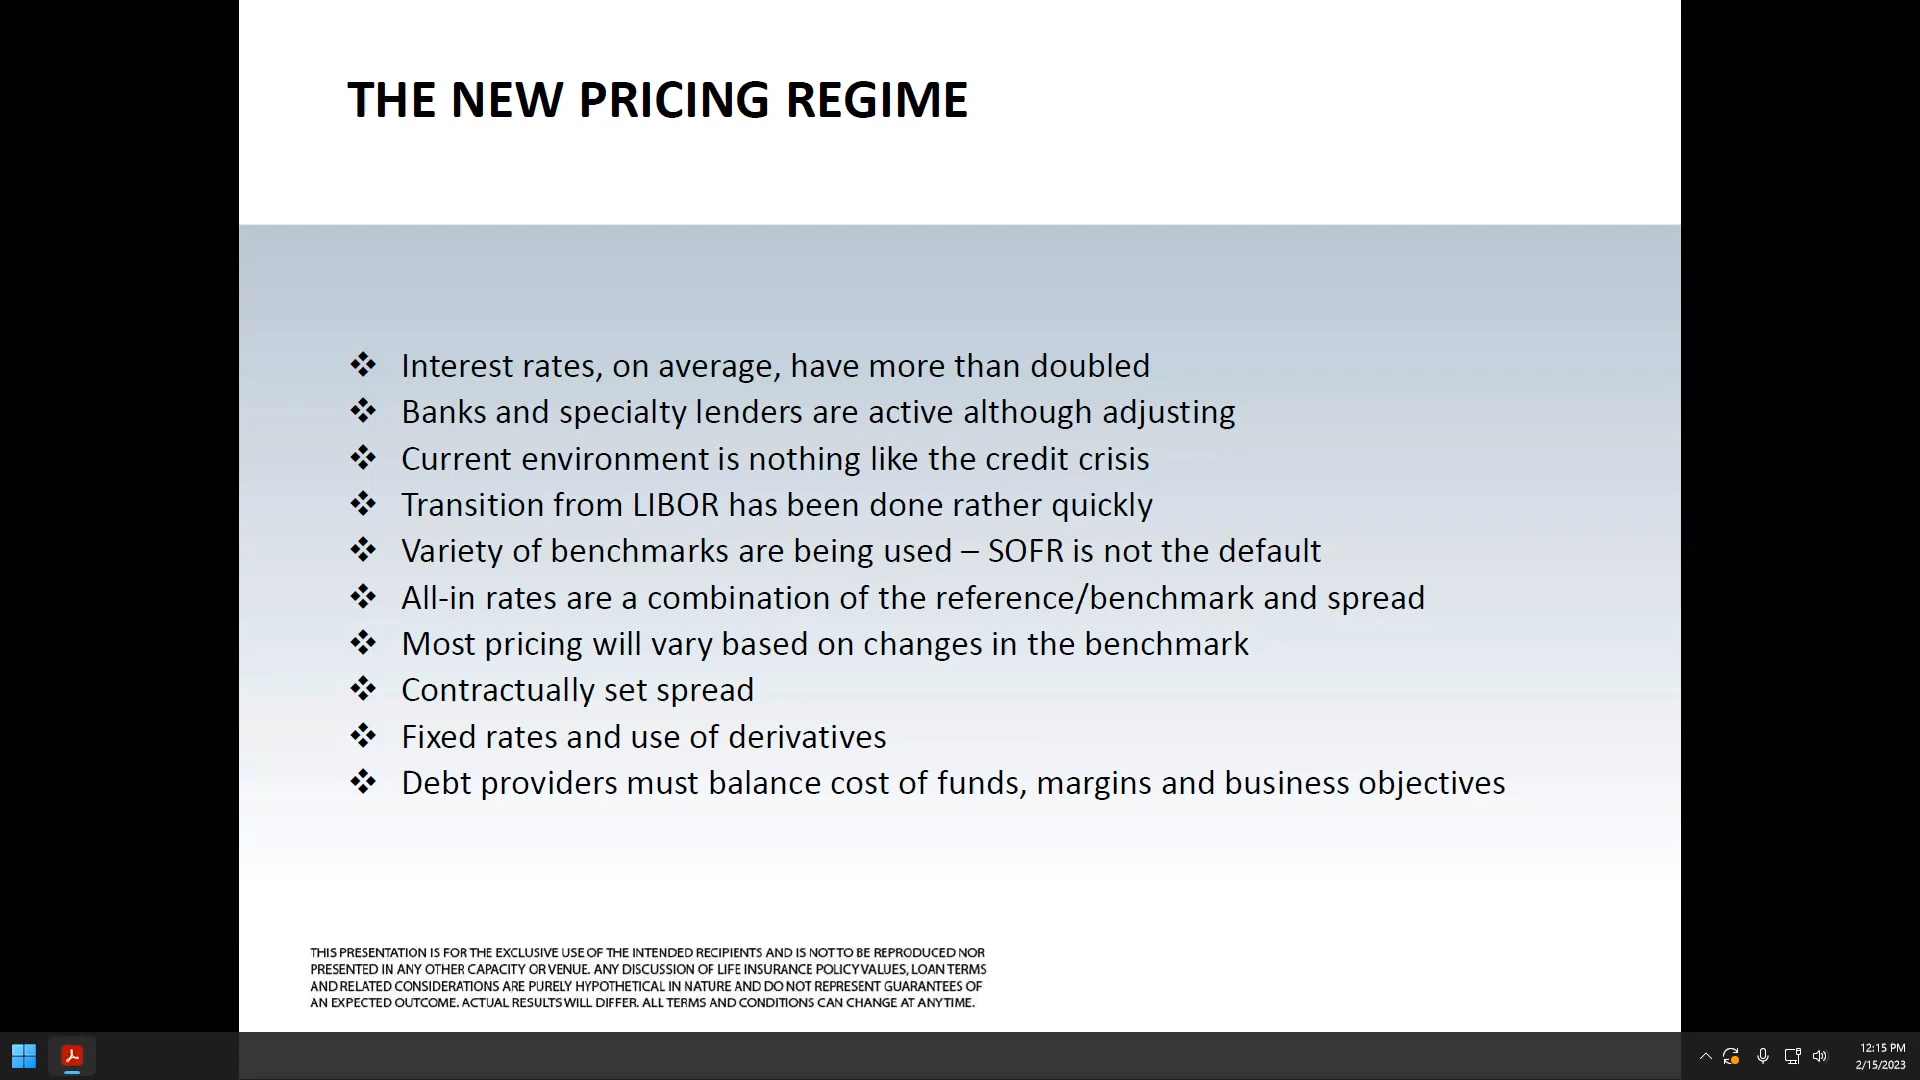 THE NEW PRICING REGIME
❖ Interest rates, on average, have more than doubled
❖ Banks and specialty lenders are active although adjusting
❖ Current environment is nothing like the credit crisis
❖ Transition from LIBOR has been done rather quickly
❖ Variety of benchmarks are being used – SOFR is not the default
❖ All-in rates are a combination of the reference/benchmark and spread
❖ Most pricing will vary based on changes in the benchmark
❖ Contractually set spread
❖ Fixed rates and use of derivatives
❖ Debt providers must balance cost of funds, margins and business objectives
THIS PRESENTATION IS FOR THE EXCLUSIVE USE OF THE INTENDED RECIPIENTS AND IS NOT TO BE REPRODUCED NOR
PRESENTED IN ANY OTHER CAPACITY OR VENUE. ANY DISCUSSION OF LIFE INSURANCE POLICY VALUES, LOAN TERMS
AND RELATED CONSIDERATIONS ARE PURELY HYPOTHETICAL IN NATURE AND DO NOT REPRESENT GUARANTEES OF
AN EXPECTED OUTCOME. ACTUAL RESULTS WILL DIFFER. ALL TERMS AND CONDITIONS CAN CHANGE AT ANYTIME.
12:15 PM
2/15/2023